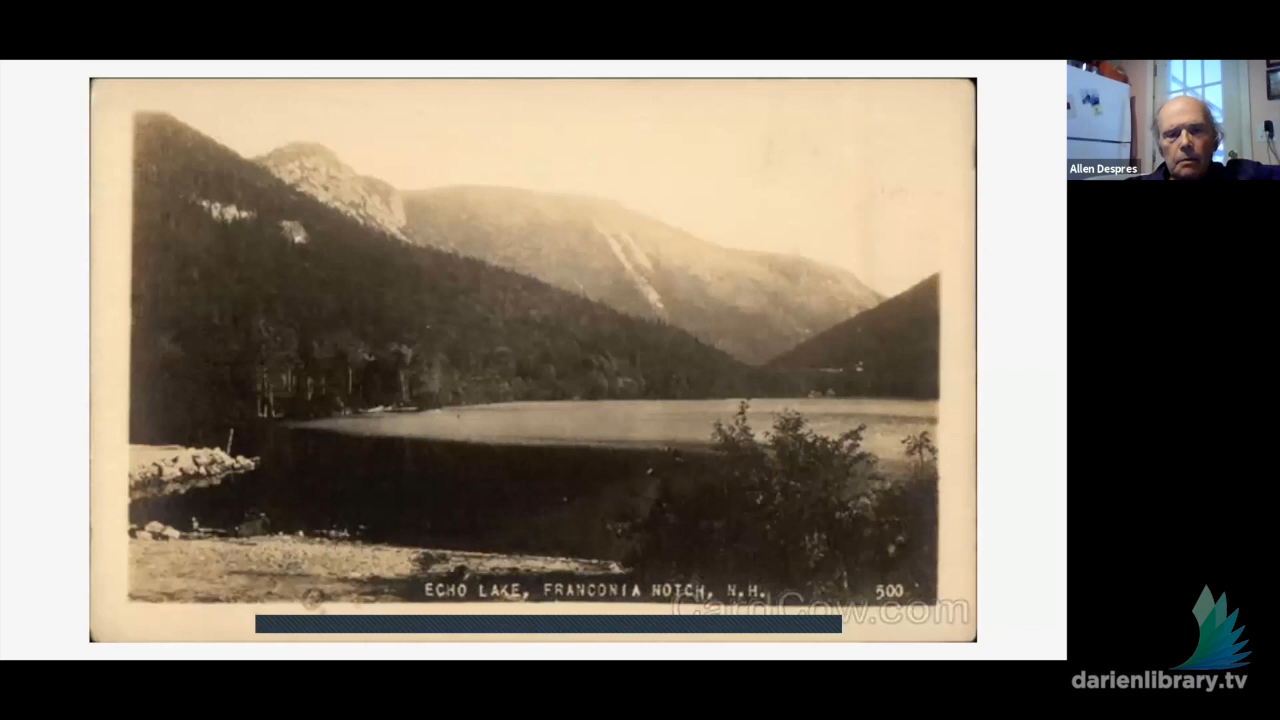 Allen Despres
ECHO LAKE, FRANCONIA NOTCH, N.H. 500
CardCow.com
darienlibrary.tv